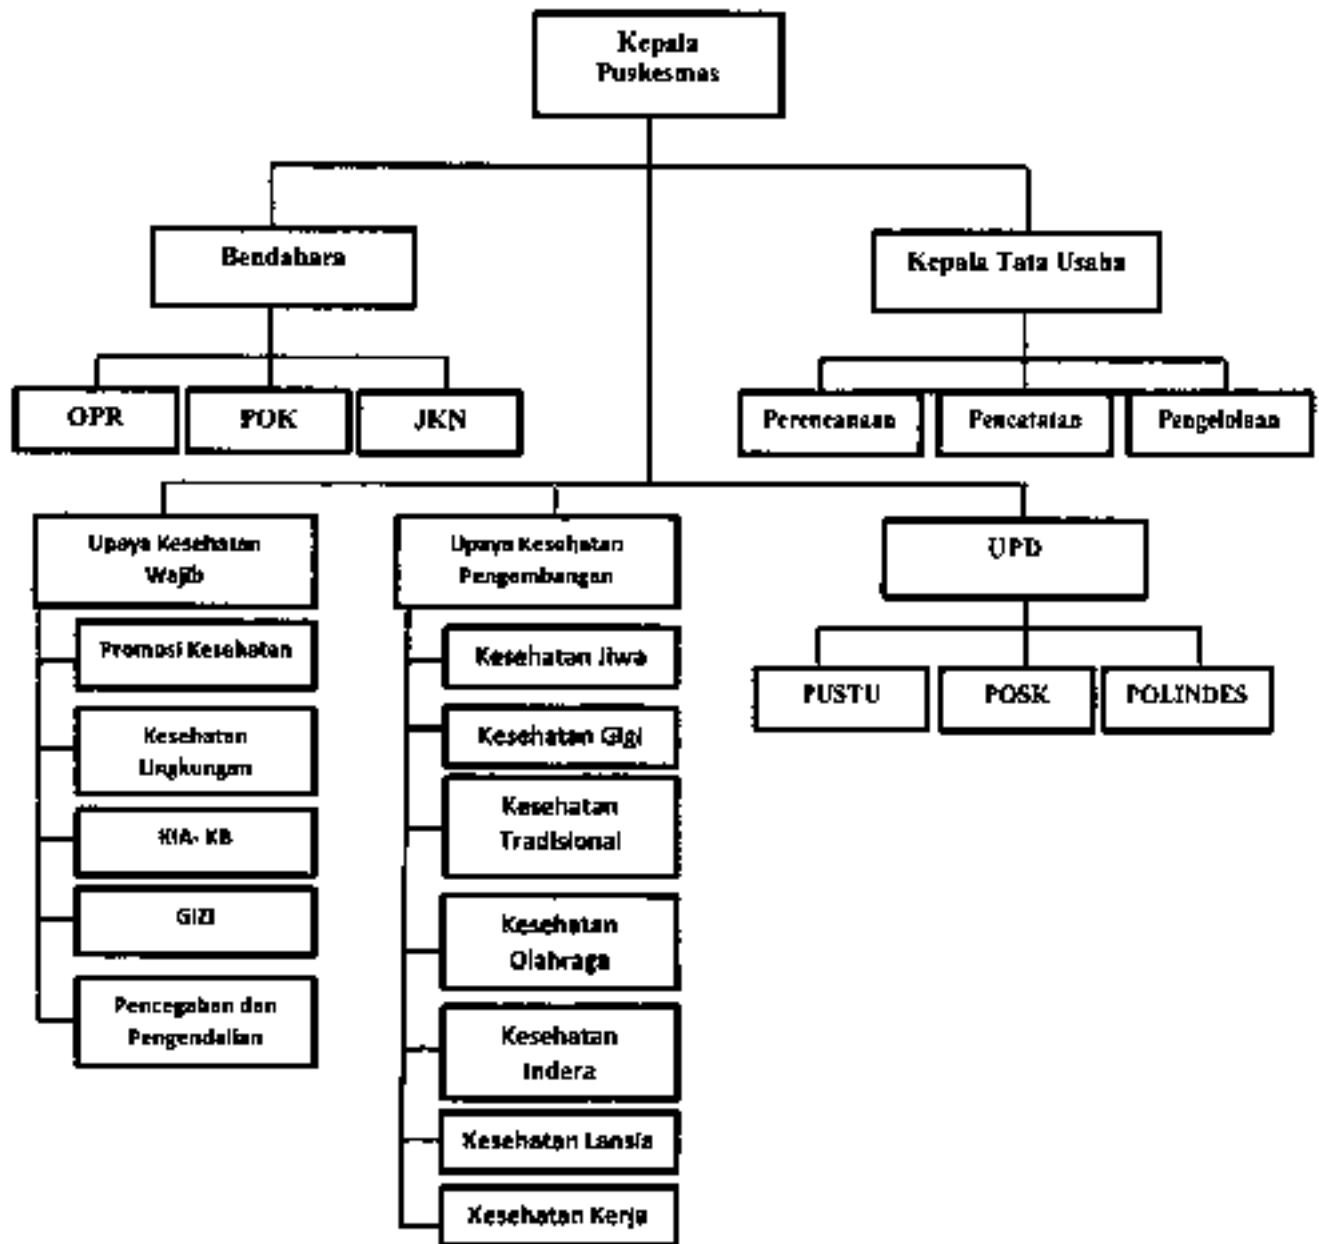 Kepala
Puskesmas
Bendahara
Kepala Tata Usaha
OPR
POK
JKN
Perencanaan
Pencatatan
Pengelolaan
Upaya Kesehatan
Wajib
Upaya Kesehatan
Pengembangan
UPD
Promosi Kesehatan
Kesehatan
Lingkungan
KIA- KB
GIZI
Pencegahan dan
Pengendalian
Kesehatan Jiwa
Kesehatan Gigi
Kesehatan
Tradisional
Kesehatan
Olahraga
Kesehatan
Indera
Kesehatan Lansia
Kesehatan Kerja
PUSTU
POSK
POLINDES